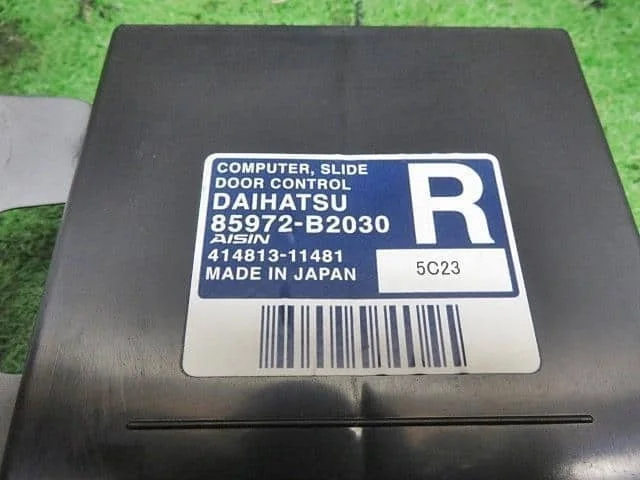 COMPUTER, SLIDE
DOOR CONTROL
DAIHATSU
85972-B2030
R
AISIN
414813-11481
MADE IN JAPAN
5C23